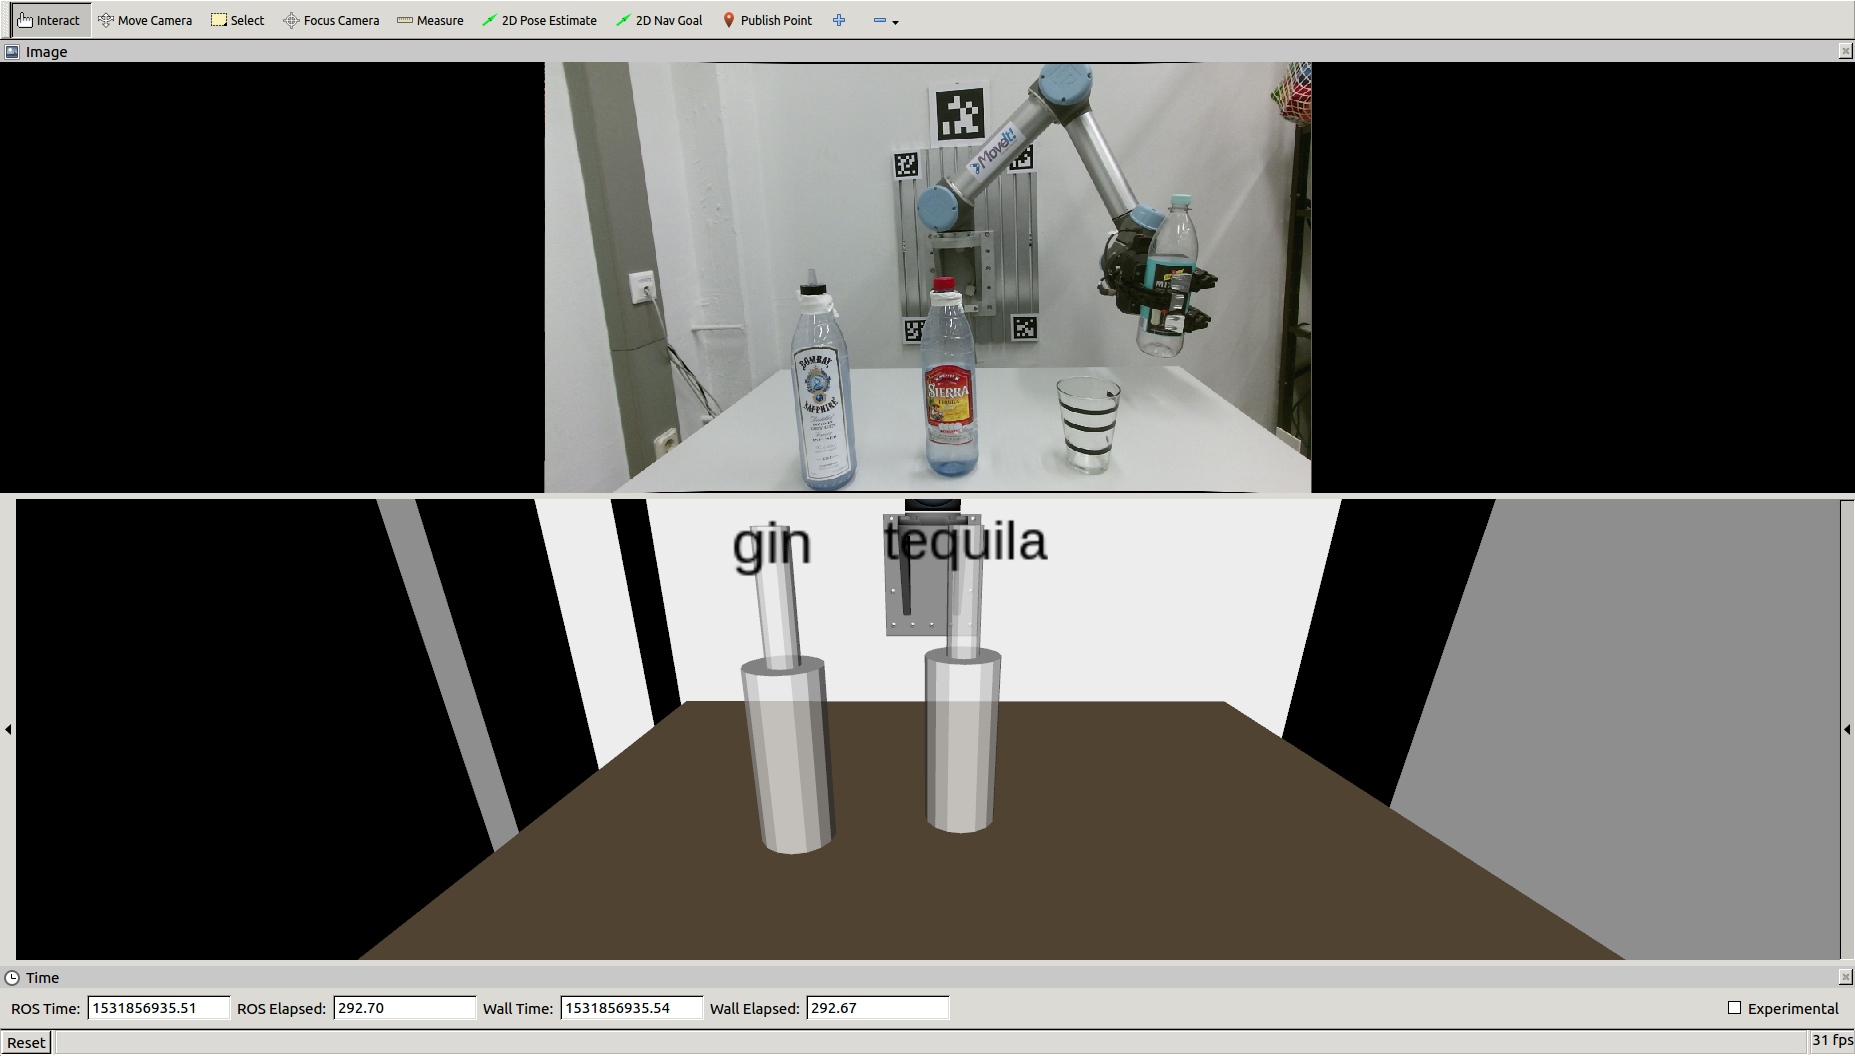 Interact Move Camera Select Focus Camera Measure 2D Pose Estimate 2D Nav Goal Publish Point
Image
MoveIt!
BOMBAY
SAPPHIRE
SIERRA
TEQUILA
gin tequila
Time
ROS Time: 1531856935.51 ROS Elapsed: 292.70 Wall Time: 1531856935.54 Wall Elapsed: 292.67 Experimental
Reset 31 fps